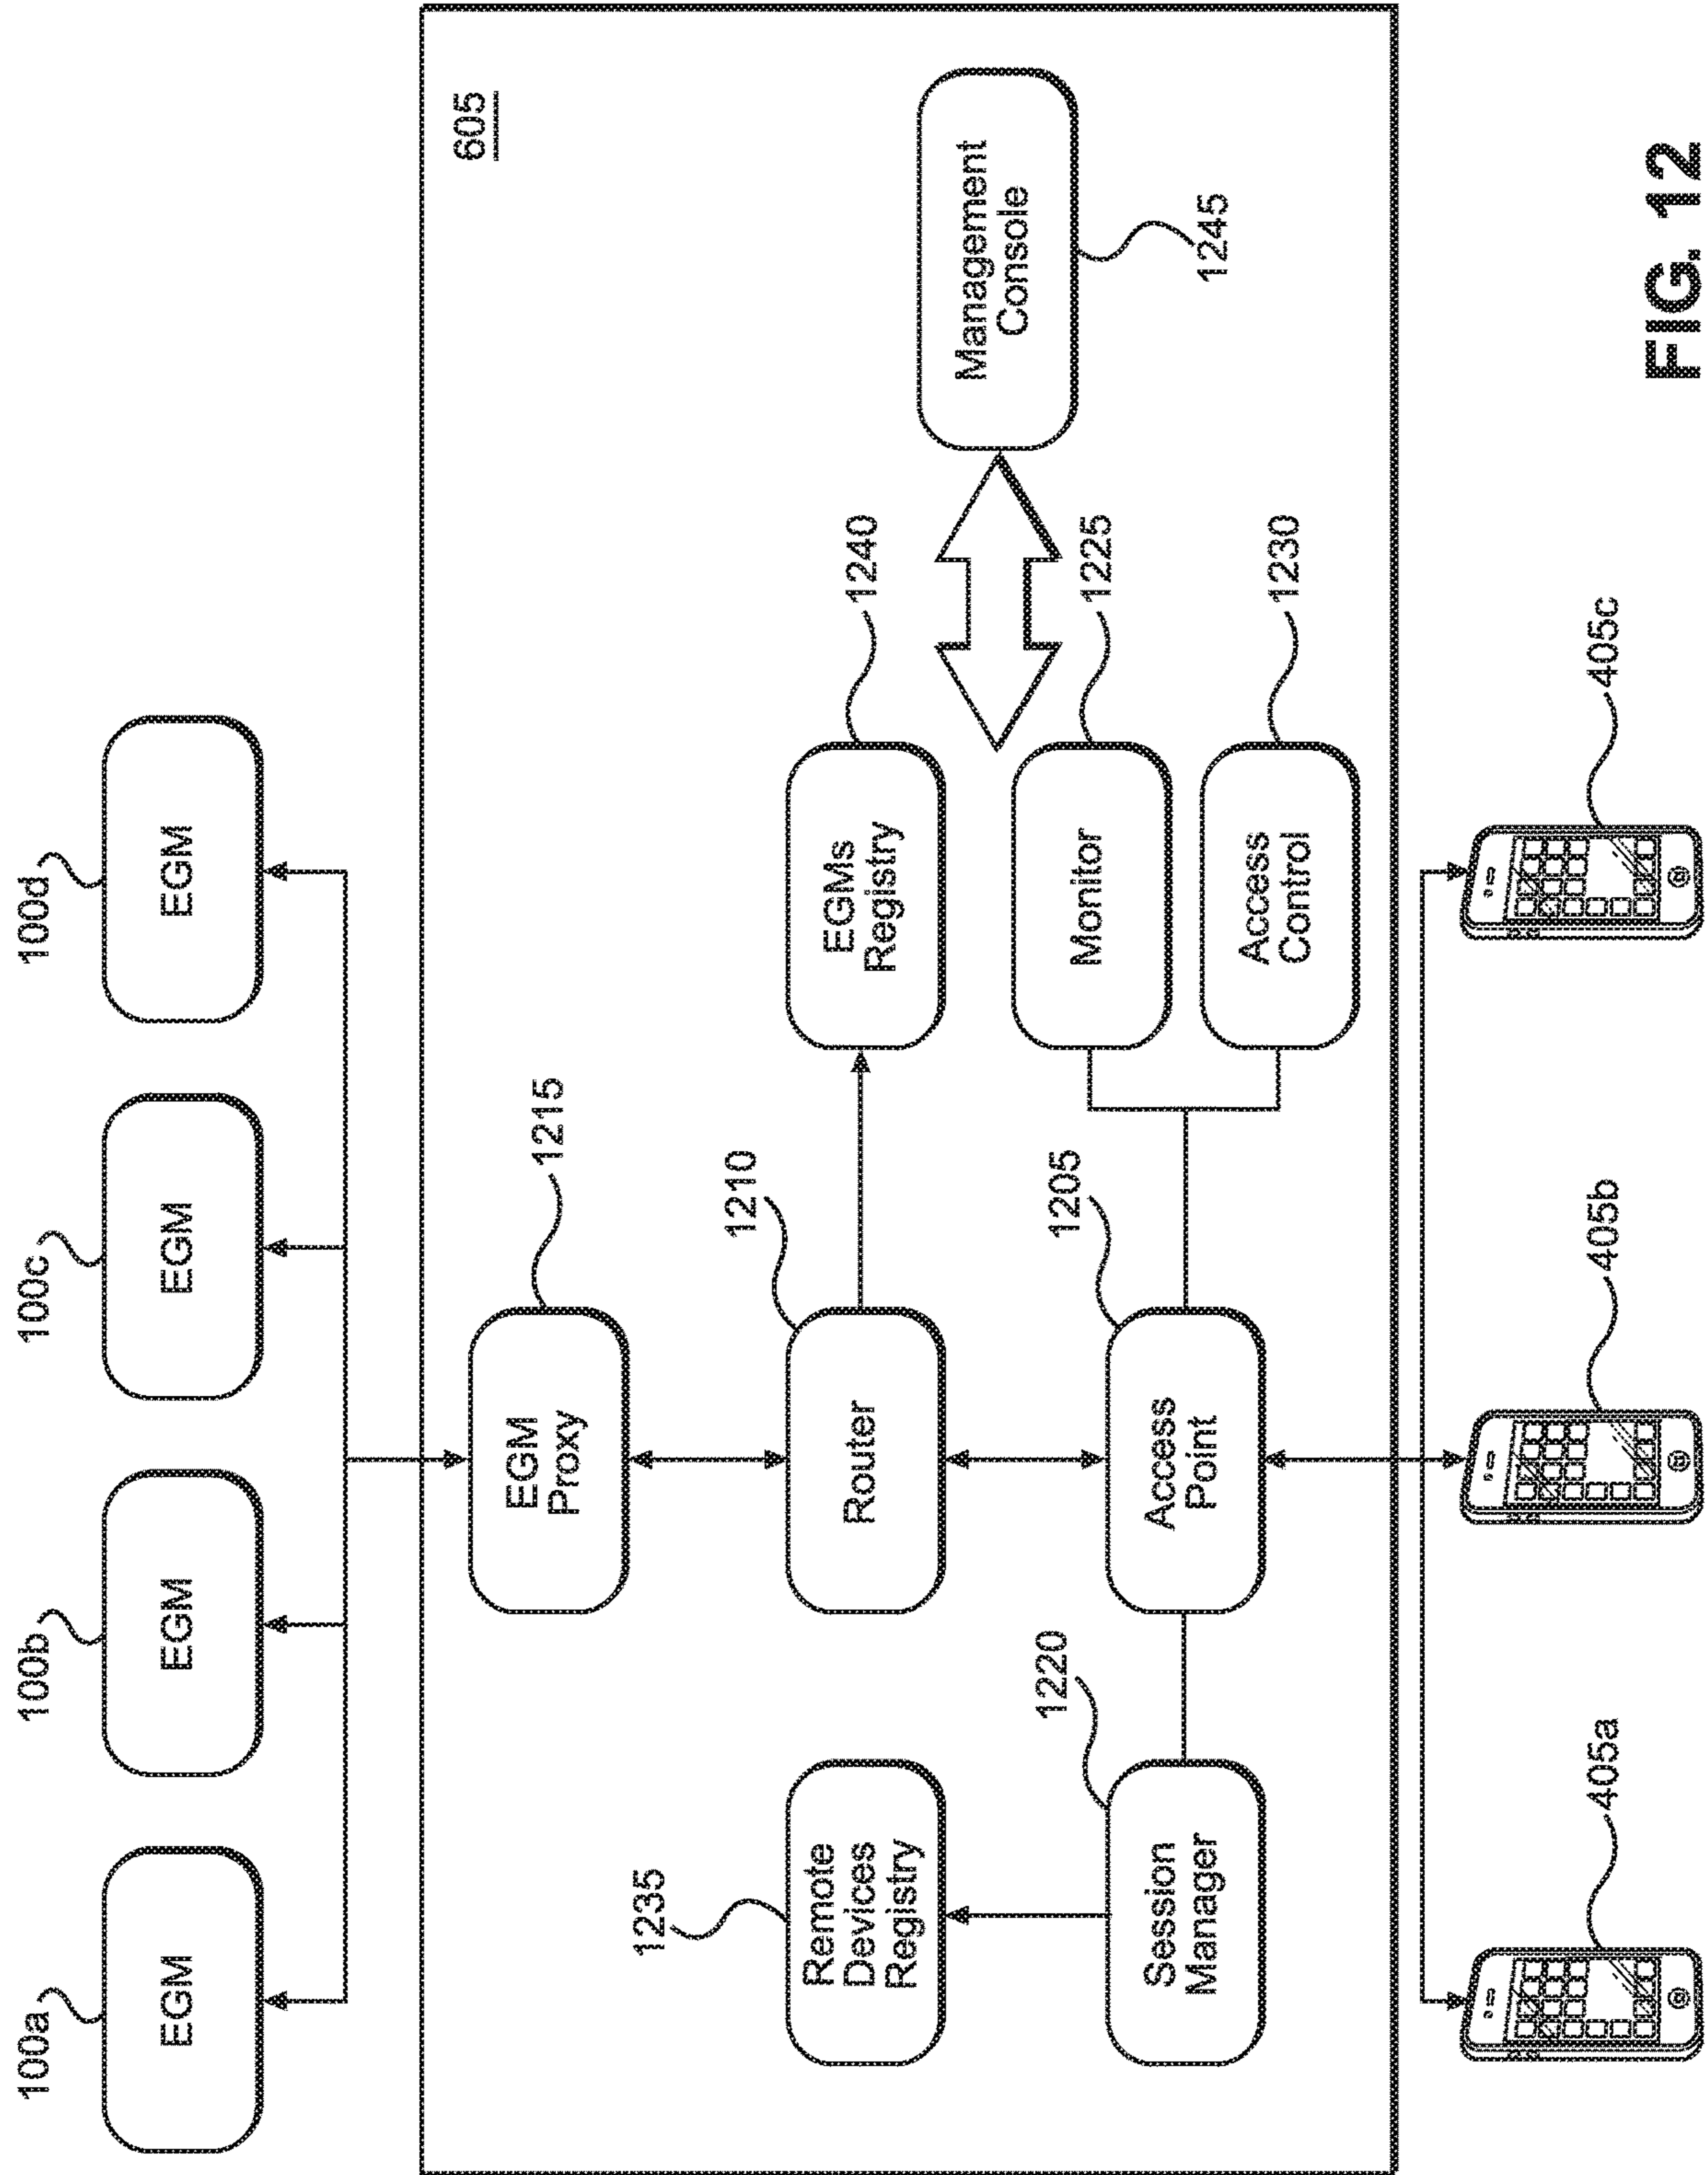 100a
100b
100c
100d
EGM
EGM
EGM
EGM
605
EGM
Proxy
1215
1210
Router
1235
Remote
Devices
Registry
EGMs
Registry
1240
Management
Console
1245
1220
Session
Manager
1205
Access
Point
Monitor
1225
Access
Control
1230
405a
405b
405c
FIG. 12